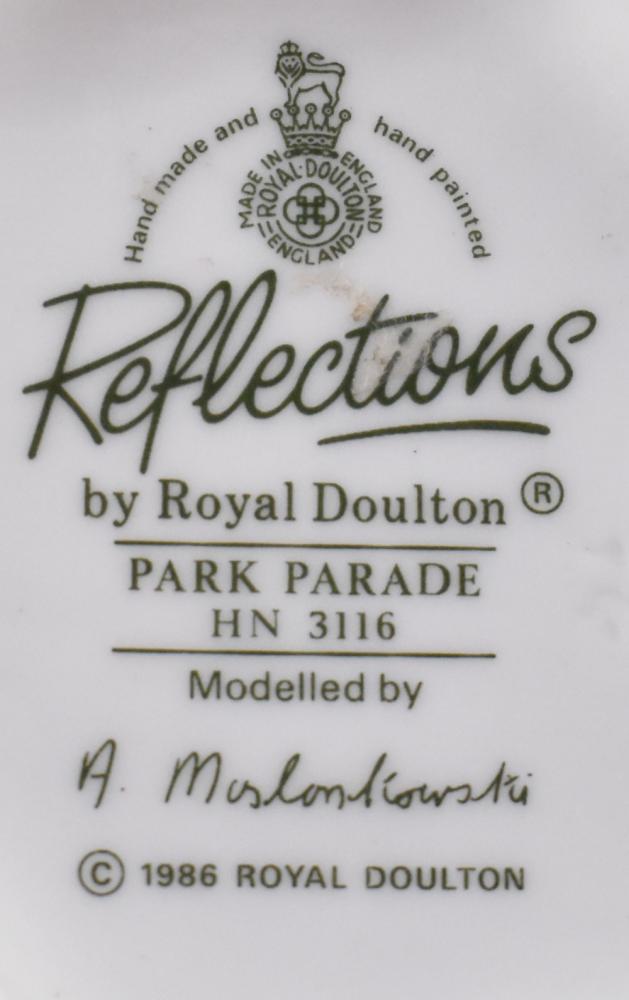 Hand made and hand painted
MADE IN ENGLAND
ROYAL·DOULTON
ENGLAND
Reflections
by Royal Doulton ®
PARK PARADE
HN 3116
Modelled by
A. Maslankowski
© 1986 ROYAL DOULTON